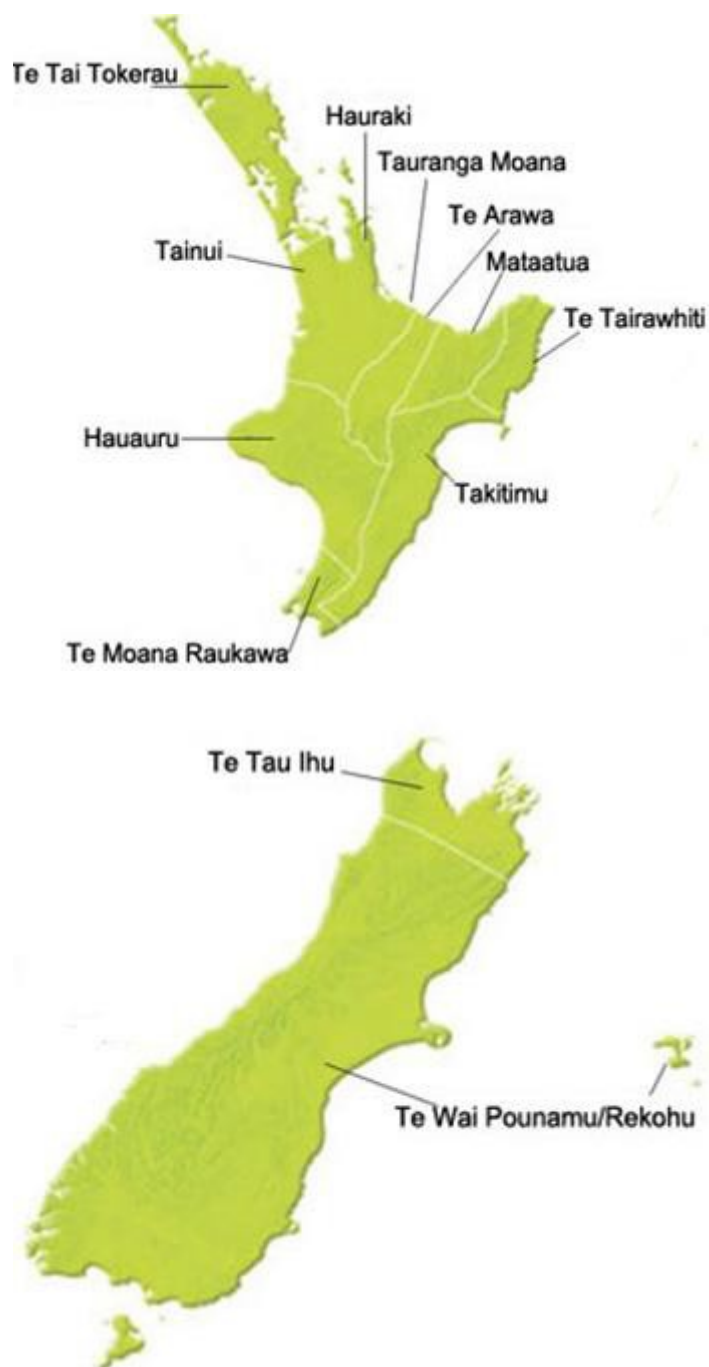 Te Tai Tokerau
Hauraki
Tauranga Moana
Te Arawa
Tainui
Mataatua
Te Tairawhiti
Hauauru
Takitimu
Te Moana Raukawa
Te Tau Ihu
Te Wai Pounamu/Rekohu